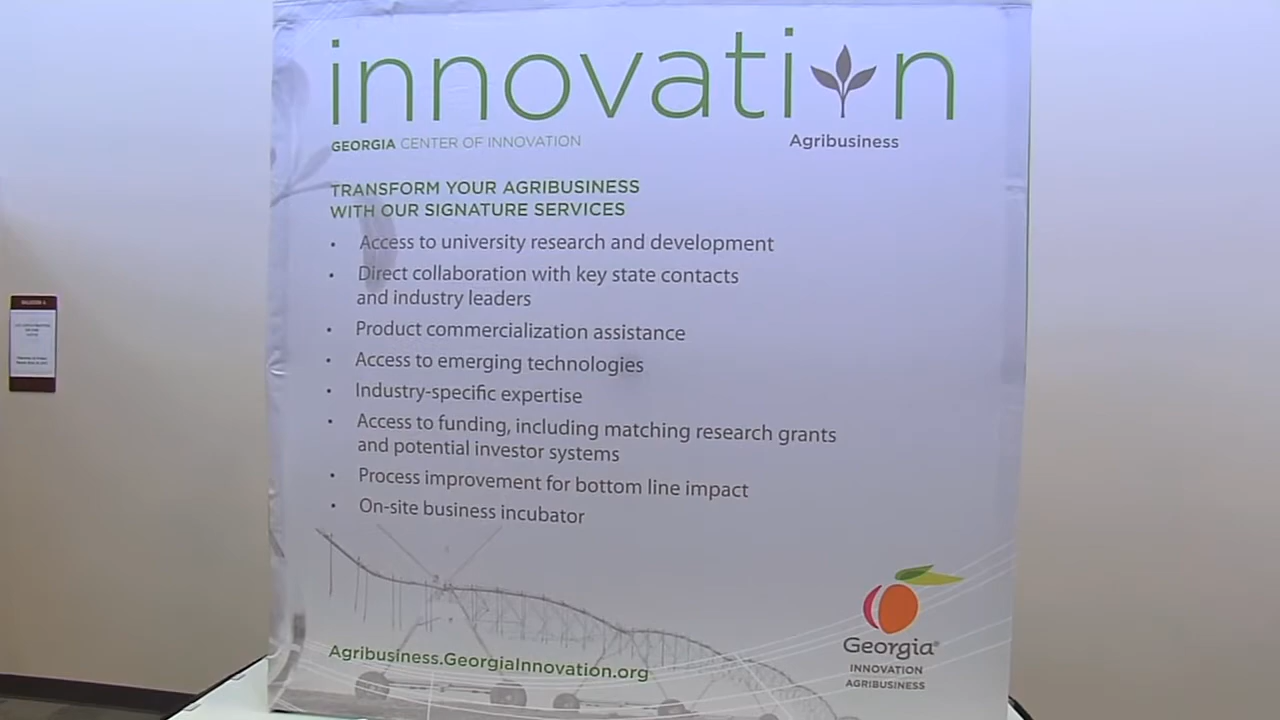 innovation
GEORGIA CENTER OF INNOVATION
Agribusiness
TRANSFORM YOUR AGRIBUSINESS
WITH OUR SIGNATURE SERVICES
• Access to university research and development
• Direct collaboration with key state contacts
and industry leaders
• Product commercialization assistance
• Access to emerging technologies
• Industry-specific expertise
• Access to funding, including matching research grants
and potential investor systems
• Process improvement for bottom line impact
• On-site business incubator
Agribusiness.GeorgiaInnovation.org
Georgia®
INNOVATION
AGRIBUSINESS